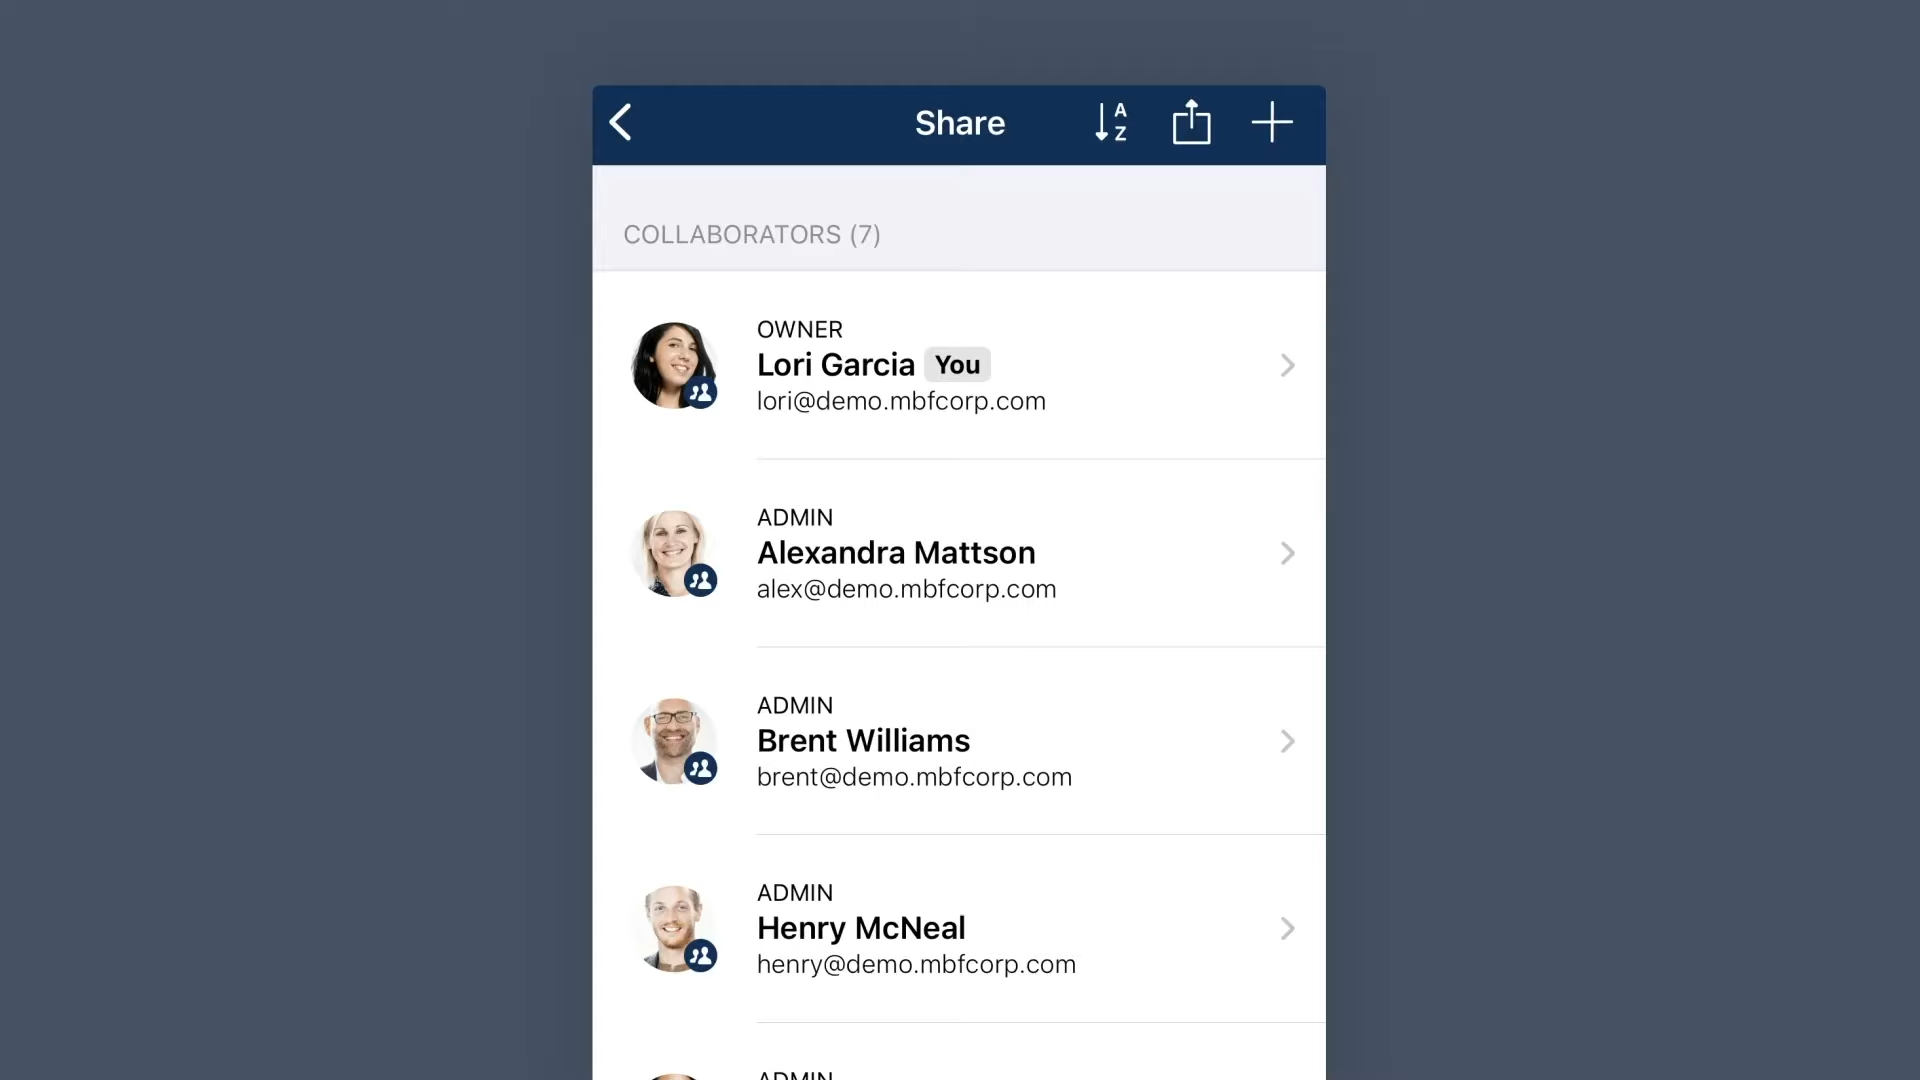 Share
A
Z
COLLABORATORS (7)
OWNER
Lori Garcia You
lori@demo.mbfcorp.com
ADMIN
Alexandra Mattson
alex@demo.mbfcorp.com
ADMIN
Brent Williams
brent@demo.mbfcorp.com
ADMIN
Henry McNeal
henry@demo.mbfcorp.com
ADMIN